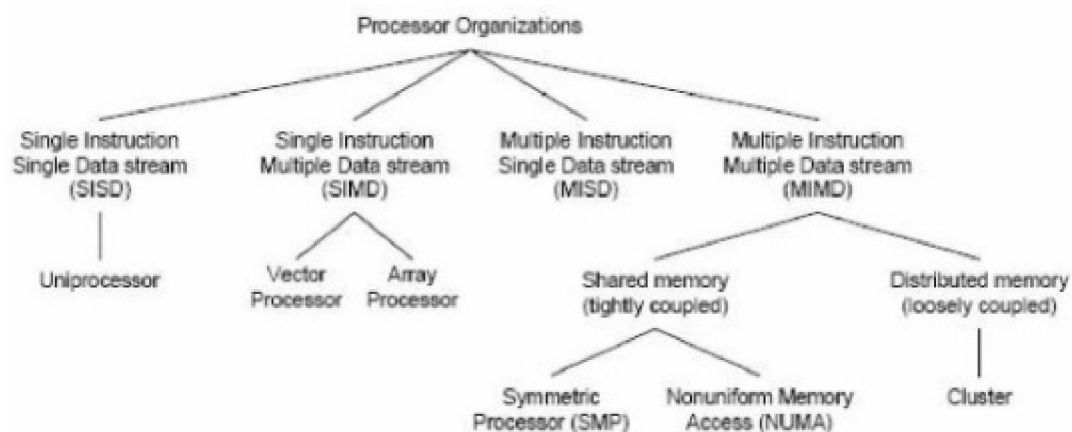 Processor Organizations
Single Instruction
Single Data stream
(SISD)
Single Instruction
Multiple Data stream
(SIMD)
Multiple Instruction
Single Data stream
(MISD)
Multiple Instruction
Multiple Data stream
(MIMD)
Uniprocessor
Vector
Processor
Array
Processor
Shared memory
(tightly coupled)
Distributed memory
(loosely coupled)
Symmetric
Processor (SMP)
Nonuniform Memory
Access (NUMA)
Cluster